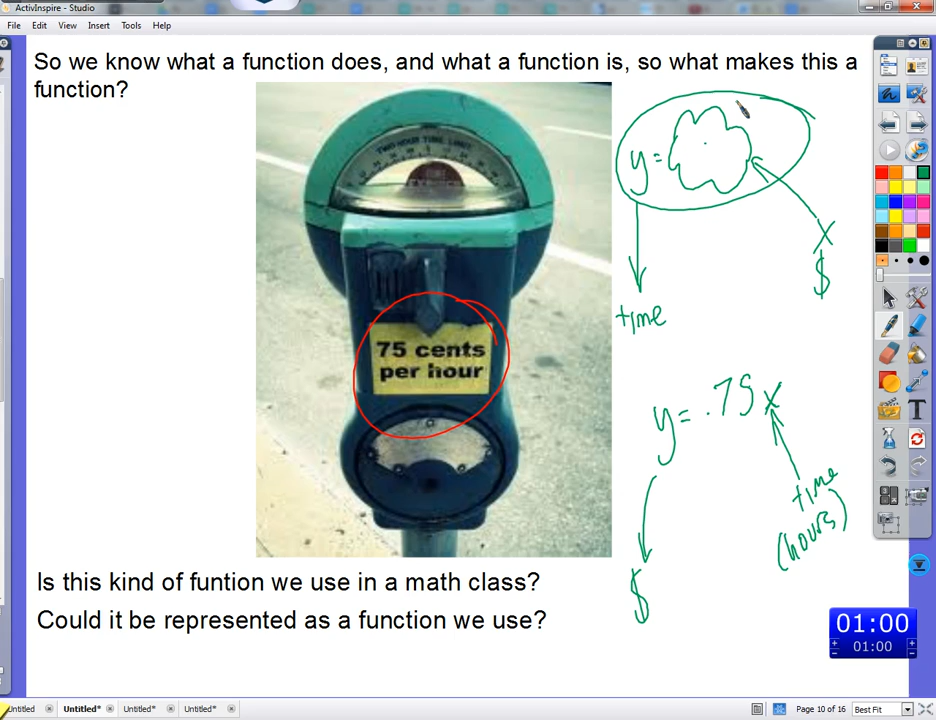 ActivInspire - Studio
File Edit View Insert Tools Help
So we know what a function does, and what a function is, so what makes this a
function?
TWO HOUR TIME LIMIT
75 cents
per hour
y =
x
$
time
y = .75x
time
(hours)
$
Is this kind of funtion we use in a math class?
Could it be represented as a function we use?
T
01:00
01:00
Untitled Untitled* Untitled* Untitled*
Page 10 of 16 Best Fit